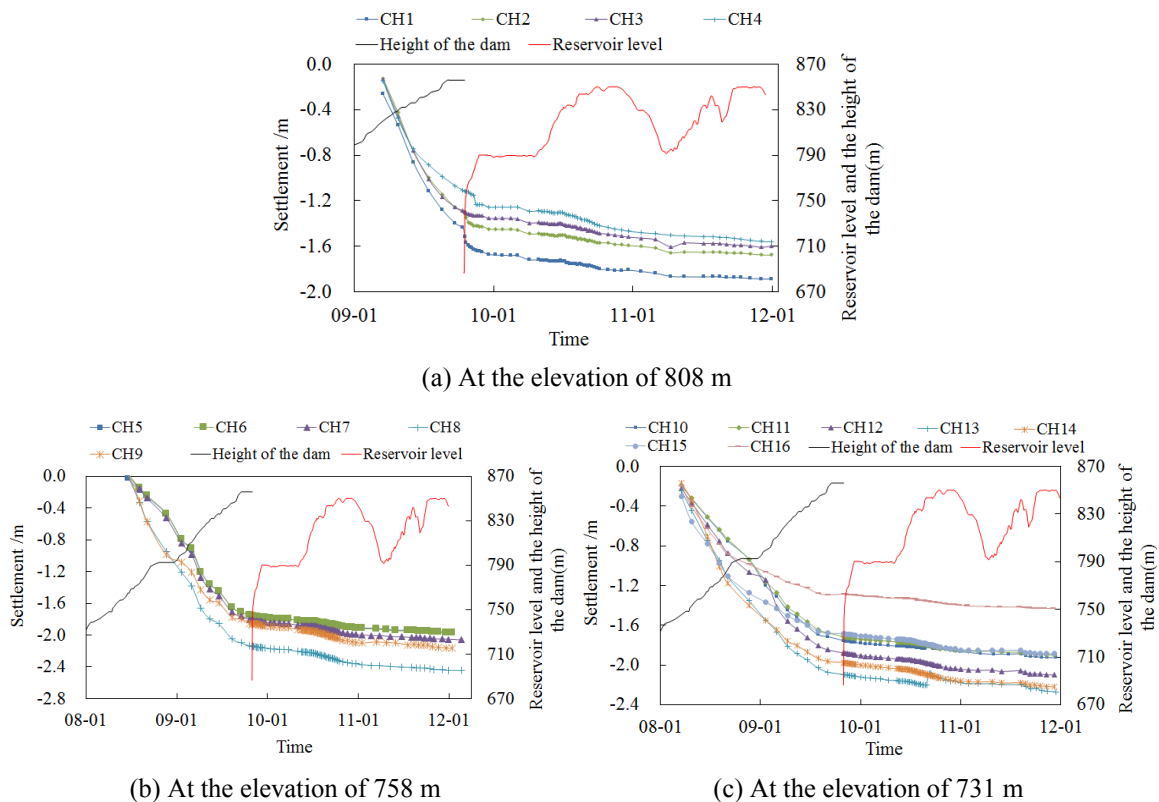 CH1 CH2 CH3 CH4
Height of the dam Reservoir level
0.0 870
-0.4 830
-0.8 790
-1.2 750
-1.6 710
-2.0 670
Settlement /m
Reservoir level and the height of
the dam(m)
09-01 10-01 11-01 12-01
Time
(a) At the elevation of 808 m
CH5 CH6 CH7 CH8
CH9 Height of the dam Reservoir level
0.0 870
-0.4 830
-0.8
-1.2 790
-1.6 750
-2.0
-2.4 710
-2.8 670
Settlement /m
Reservoir level and the height of
the dam(m)
08-01 09-01 10-01 11-01 12-01
Time
(b) At the elevation of 758 m
CH10 CH11 CH12 CH13 CH14
CH15 CH16 Height of the dam Reservoir level
0.0 870
-0.4 830
-0.8 790
-1.2 750
-1.6
-2.0 710
-2.4 670
Settlement /m
Reservoir level and the height of
the dam(m)
08-01 09-01 10-01 11-01 12-01
Time
(c) At the elevation of 731 m